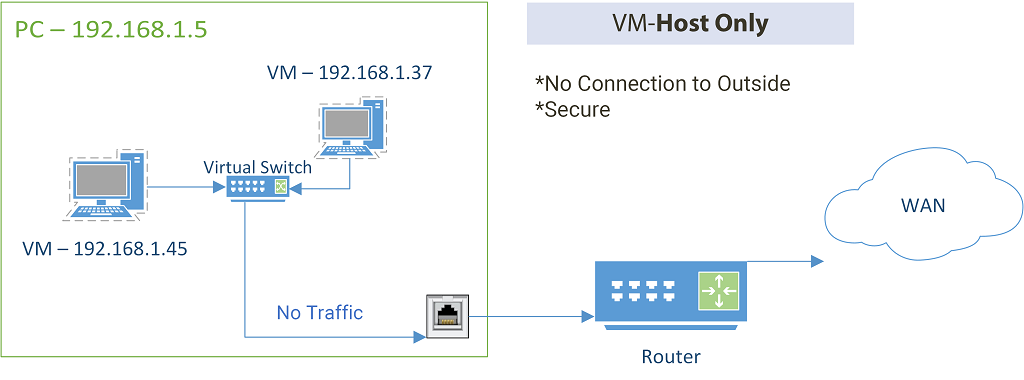 PC – 192.168.1.5
VM-Host Only
VM – 192.168.1.37
*No Connection to Outside
*Secure
Virtual Switch
WAN
VM – 192.168.1.45
No Traffic
Router